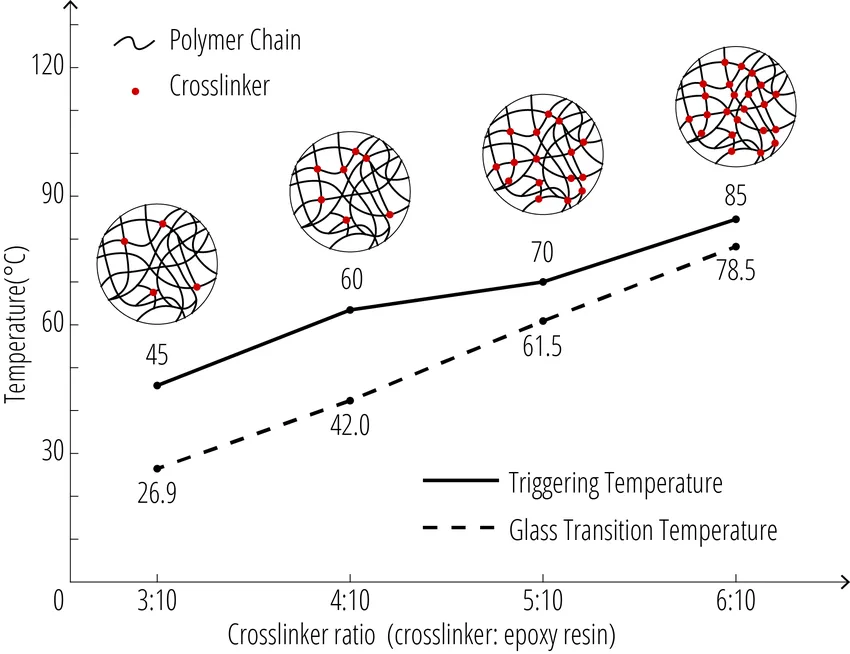 Polymer Chain
Crosslinker
120
90
60
30
0
Temperature(°C)
45
60
70
85
26.9
42.0
61.5
78.5
Triggering Temperature
Glass Transition Temperature
3:10
4:10
5:10
6:10
Crosslinker ratio (crosslinker: epoxy resin)